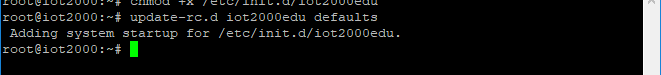 root@iot2000:~# chmod +x /etc/init.d/iot2000edu
root@iot2000:~# update-rc.d iot2000edu defaults
Adding system startup for /etc/init.d/iot2000edu.
root@iot2000:~#